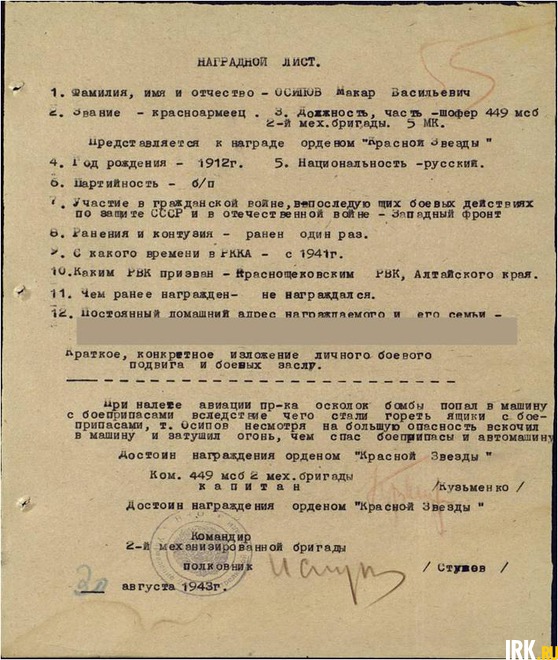 НАГРАДНОЙ ЛИСТ.
1. Фамилия, имя и отчество - ОСИПОВ Макар Васильевич
2. Звание - красноармеец . 3. Должность, часть -шофер 449 мсб
2-й мех.бригады. 5 МК.
Представляется к награде орденом "Красной Звезды "
4. Год рождения - 1912г. 5. Национальность -русский.
6. Партийность - б/п
7. Участие в гражданской войне,впоследую щих боевых действиях
по защите СССР и в отечественной войне - Западный фронт
8. Ранения и контузия - ранен один раз.
9. С какого времени в РККА - с 1941г.
10.Каким РВК призван - Краснощековским РВК, Алтайского края.
11. Чем ранее награжден- не награждался.
12. Постоянный домашний адрес награждаемого и его семьи -
Краткое, конкретное изложение личного боевого
подвига и боевых заслу.
При налете авиации пр-ка осколок бомбы попал в машину
с боеприпасами вследствие чего стали гореть ящики с бое-
припасами, т. Осипов несмотря на большую опасность вскочил
в машину и затушил огонь, чем спас боеприпасы и автомашину
Достоин награждения орденом "Красной Звезды "
Ком. 449 мсб 2 мех.бригады
капитан /Кузьменко /
Достоин награждения орденом "Красной Звезды "
Командир
2-й механизированной бригады
полковник / Стуков /
августа 1943г.
IRK.RU